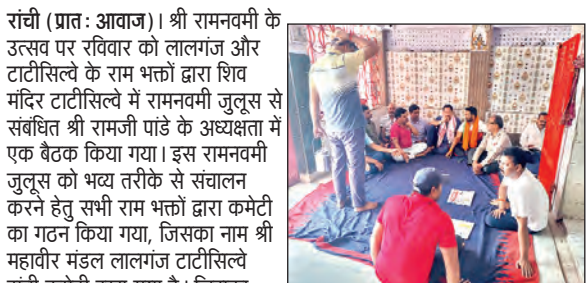 रांची (प्रात: आवाज)। श्री रामनवमी के
उत्सव पर रविवार को लालगंज और
टाटीसिल्वे के राम भक्तों द्वारा शिव
मंदिर टाटीसिल्वे में रामनवमी जुलूस से
संबंधित श्री रामजी पांडे के अध्यक्षता में
एक बैठक किया गया। इस रामनवमी
जुलूस को भव्य तरीके से संचालन
करने हेतु सभी राम भक्तों द्वारा कमेटी
का गठन किया गया, जिसका नाम श्री
महावीर मंडल लालगंज टाटीसिल्वे